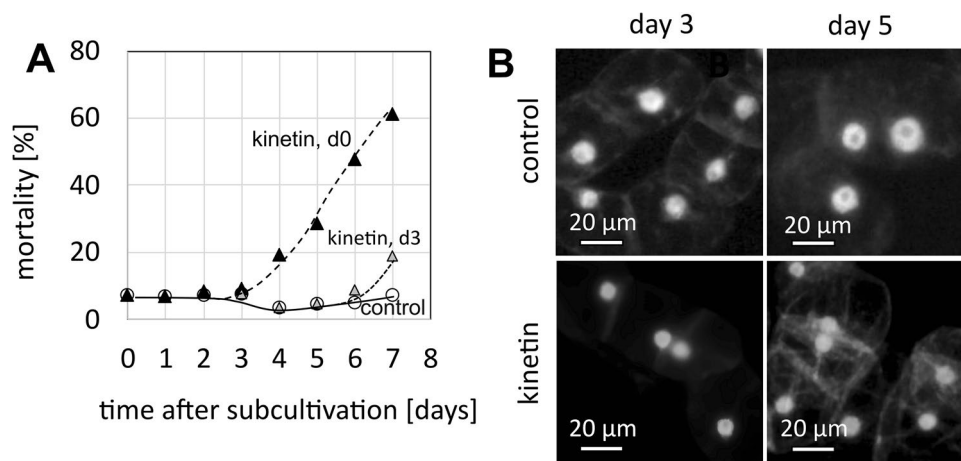 A
80
60
40
20
0
mortality [%]
kinetin, d0
kinetin, d3
control
0 1 2 3 4 5 6 7 8
time after subcultivation [days]
B
day 3
day 5
B
control
20 µm
20 µm
kinetin
20 µm
20 µm